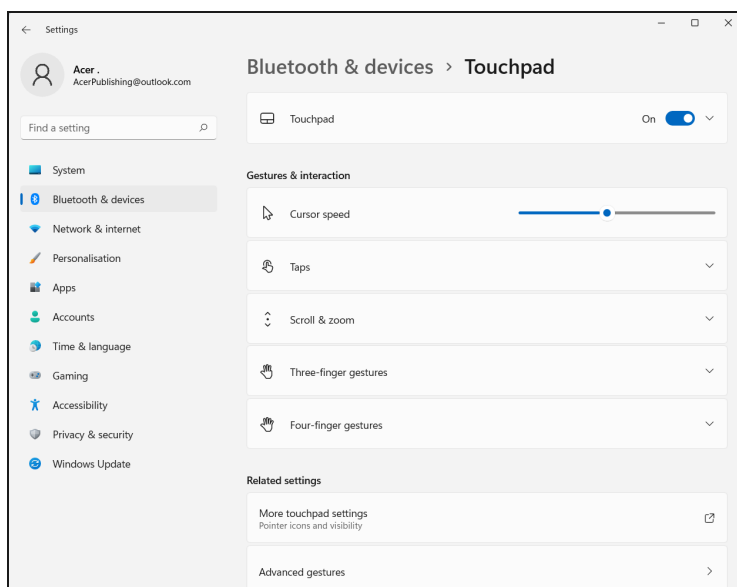 Settings
Acer .
AcerPublishing@outlook.com
Find a setting
System
Bluetooth & devices
Network & internet
Personalisation
Apps
Accounts
Time & language
Gaming
Accessibility
Privacy & security
Windows Update
Bluetooth & devices > Touchpad
Touchpad On
Gestures & interaction
Cursor speed
Taps
Scroll & zoom
Three-finger gestures
Four-finger gestures
Related settings
More touchpad settings
Pointer icons and visibility
Advanced gestures